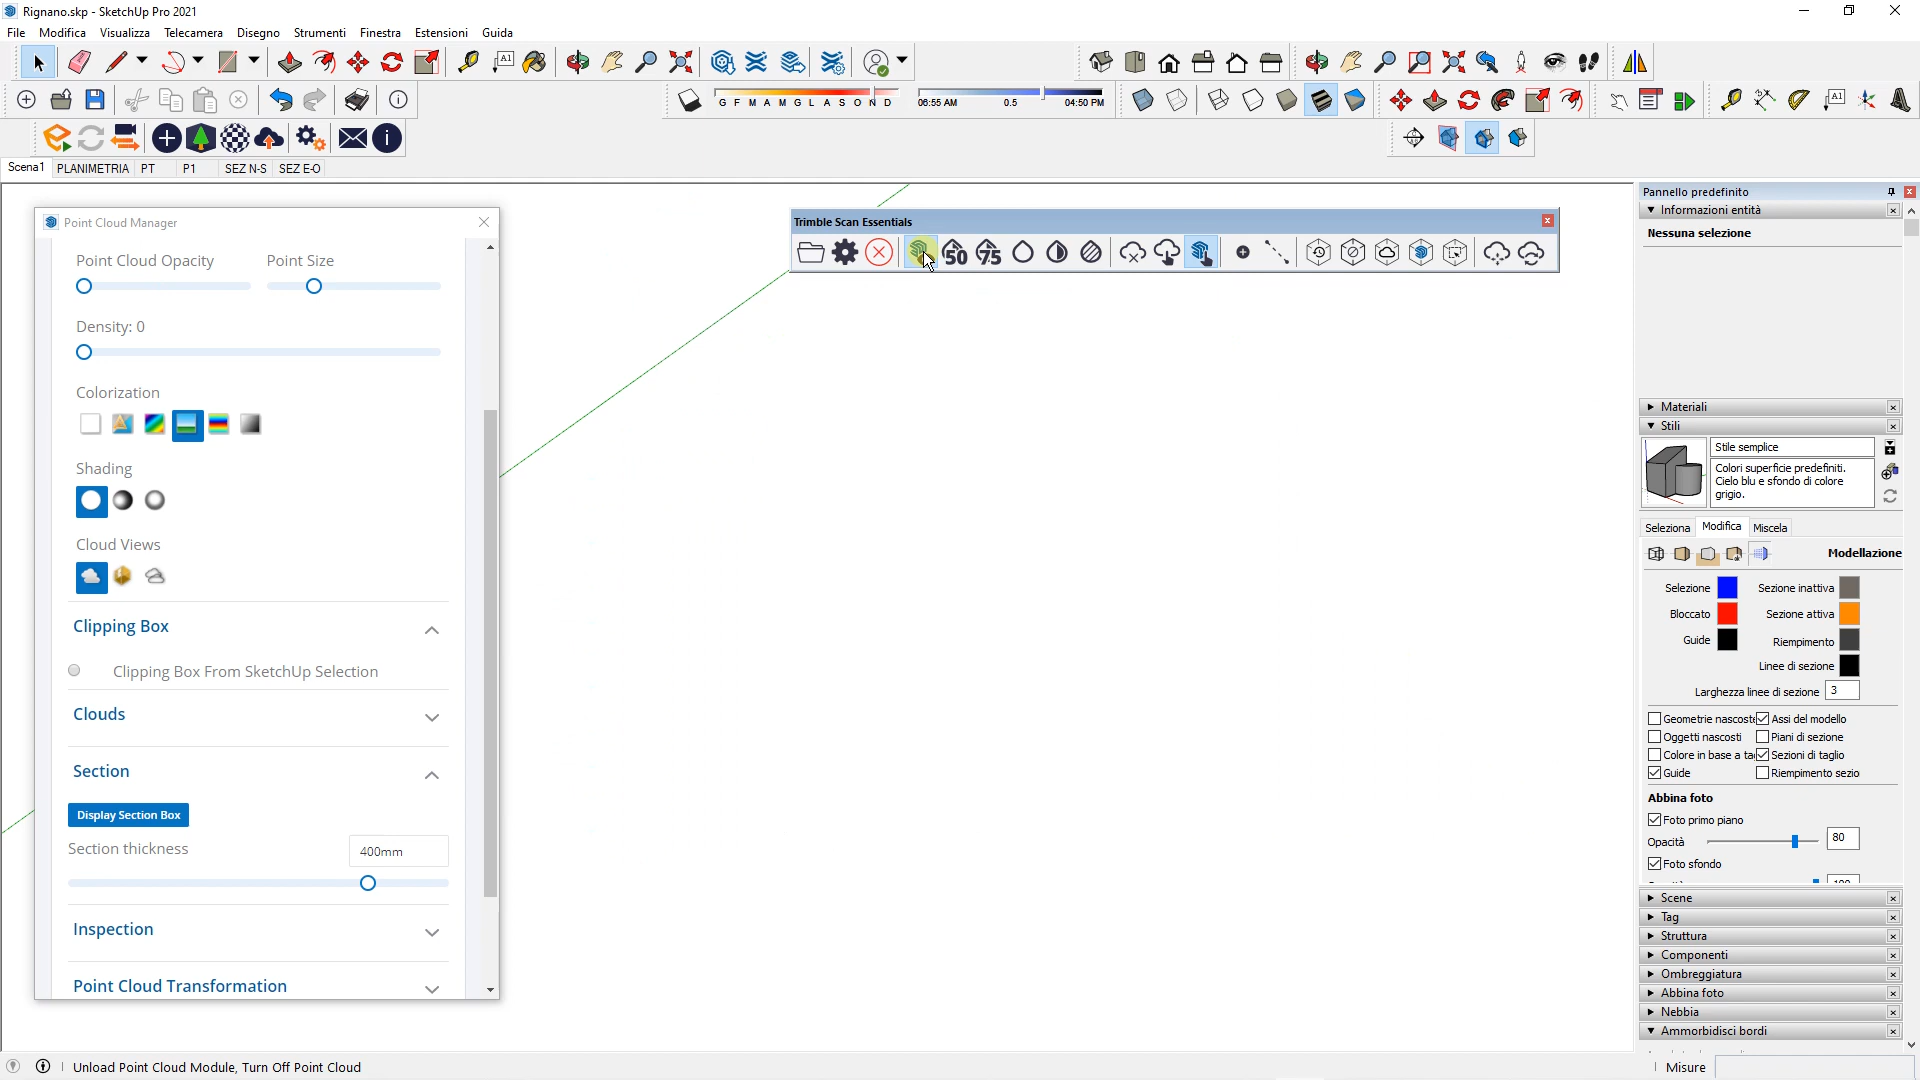 Rignano.skp - SketchUp Pro 2021
File Modifica Visualizza Telecamera Disegno Strumenti Finestra Estensioni Guida
A1
G F M A M G L A S O N D
06:55 AM 0.5 04:50 PM
A1
Scena1 PLANIMETRIA PT P1 SEZ N-S SEZ E-O
Point Cloud Manager
Point Cloud Opacity Point Size
Density: 0
Colorization
Shading
Cloud Views
Clipping Box
Clipping Box From SketchUp Selection
Clouds
Section
Display Section Box
Section thickness 400mm
Inspection
Point Cloud Transformation
Trimble Scan Essentials
50 75
Pannello predefinito
Informazioni entità
Nessuna selezione
Materiali
Stili
Stile semplice
Colori superficie predefiniti.
Cielo blu e sfondo di colore
grigio.
Seleziona Modifica Miscela
Modellazione
Selezione Sezione inattiva
Bloccato Sezione attiva
Guide Riempimento
Linee di sezione
Larghezza linee di sezione 3
Geometrie nascoste Assi del modello
Oggetti nascosti Piani di sezione
Colore in base a ta Sezioni di taglio
Guide Riempimento sezio
Abbina foto
Foto primo piano
Opacità 80
Foto sfondo
Scene
Tag
Struttura
Componenti
Ombreggiatura
Abbina foto
Nebbia
Ammorbidisci bordi
Unload Point Cloud Module, Turn Off Point Cloud
Misure